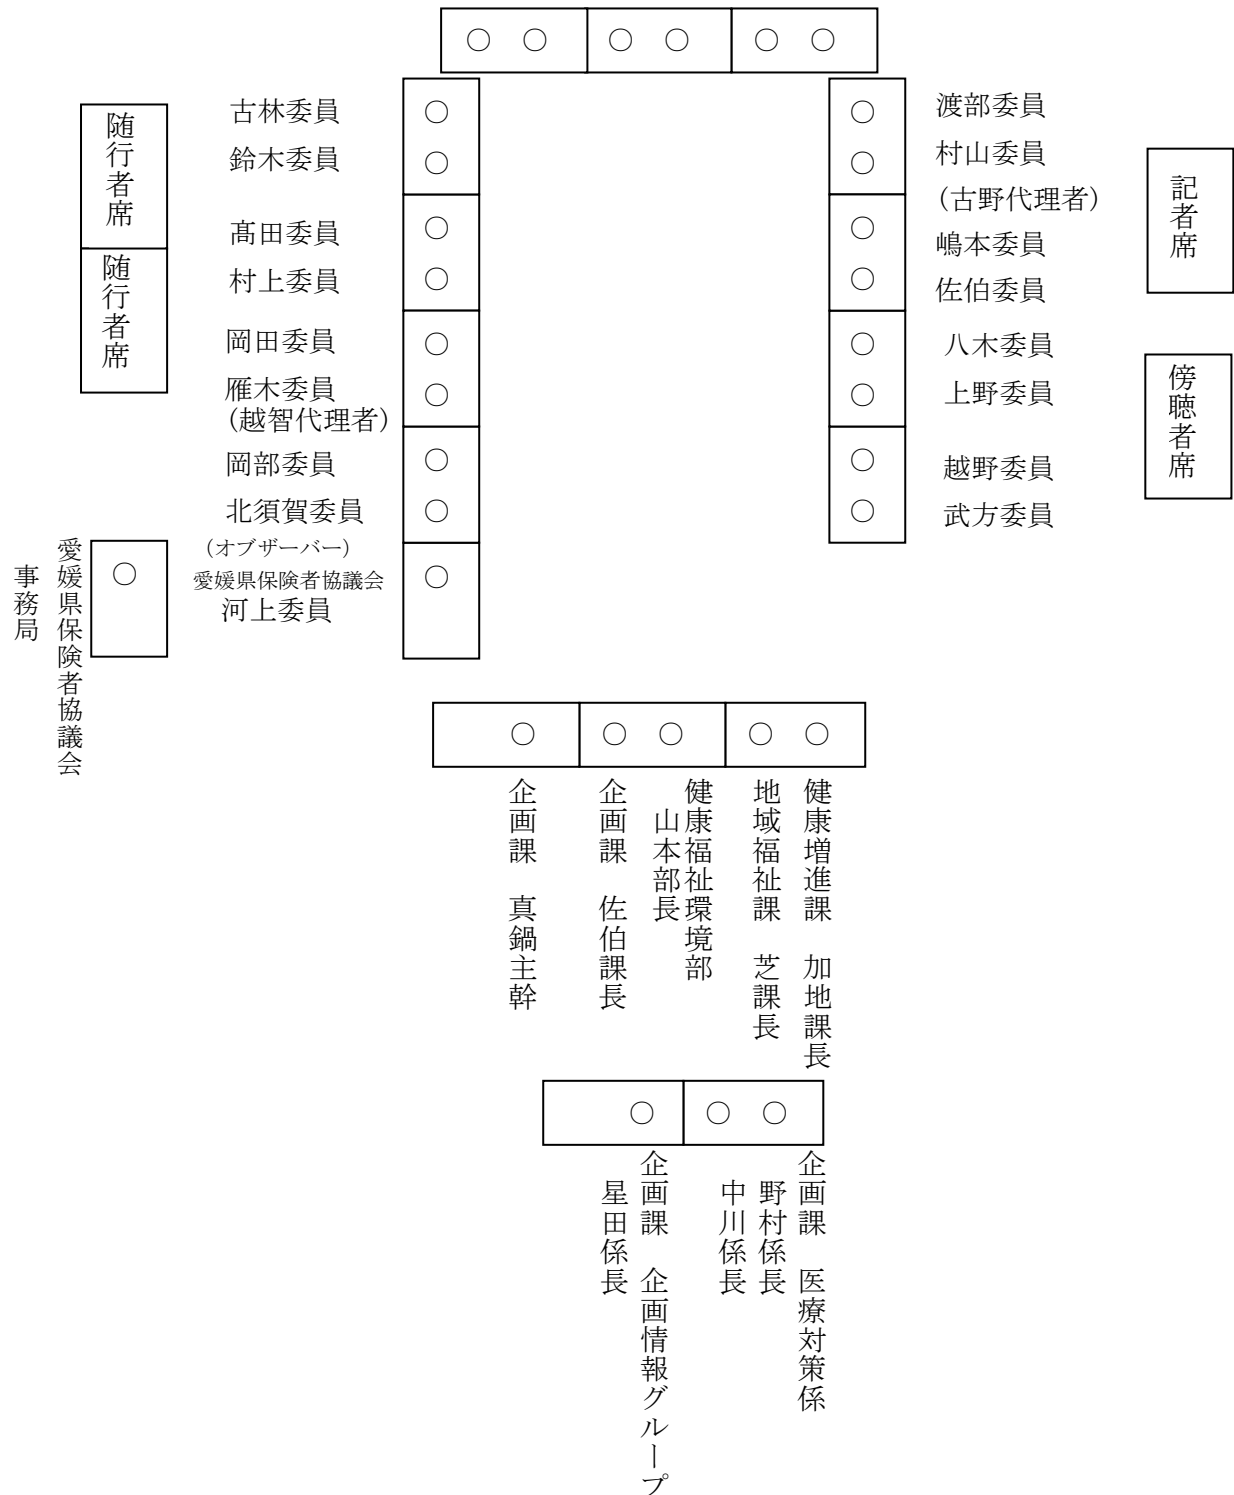 ○ ○ ○ ○ ○ ○
随行者席
随行者席
古林委員 ○
鈴木委員 ○
髙田委員 ○
村上委員 ○
岡田委員 ○
雁木委員 ○
(越智代理者)
岡部委員 ○
北須賀委員 ○
(オブザーバー)
愛媛県保険者協議会 ○
河上委員
愛媛県保険者協議会
事務局
○
○ 渡部委員
○ 村山委員
(古野代理者)
○ 嶋本委員
○ 佐伯委員
○ 八木委員
○ 上野委員
○ 越野委員
○ 武方委員
記者席
傍聴者席
○ ○ ○ ○ ○
健康増進課 加地課長
地域福祉課 芝課長
健康福祉環境部
山本部長
企画課 佐伯課長
企画課 真鍋主幹
○ ○ ○
企画課 医療対策係
野村係長
中川係長
企画課 企画情報グループ
星田係長